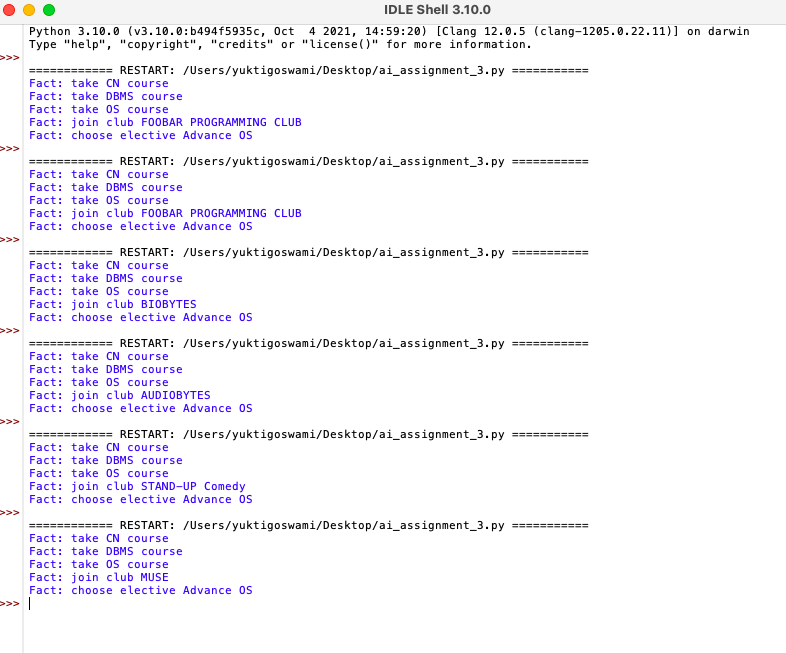 IDLE Shell 3.10.0
Python 3.10.0 (v3.10.0:b494f5935c, Oct  4 2021, 14:59:20) [Clang 12.0.5 (clang-1205.0.22.11)] on darwin
Type "help", "copyright", "credits" or "license()" for more information.
>>>
============ RESTART: /Users/yuktigoswami/Desktop/ai_assignment_3.py ===========
Fact: take CN course
Fact: take DBMS course
Fact: take OS course
Fact: join club FOOBAR PROGRAMMING CLUB
Fact: choose elective Advance OS
>>>
============ RESTART: /Users/yuktigoswami/Desktop/ai_assignment_3.py ===========
Fact: take CN course
Fact: take DBMS course
Fact: take OS course
Fact: join club FOOBAR PROGRAMMING CLUB
Fact: choose elective Advance OS
>>>
============ RESTART: /Users/yuktigoswami/Desktop/ai_assignment_3.py ===========
Fact: take CN course
Fact: take DBMS course
Fact: take OS course
Fact: join club BIOBYTES
Fact: choose elective Advance OS
>>>
============ RESTART: /Users/yuktigoswami/Desktop/ai_assignment_3.py ===========
Fact: take CN course
Fact: take DBMS course
Fact: take OS course
Fact: join club AUDIOBYTES
Fact: choose elective Advance OS
>>>
============ RESTART: /Users/yuktigoswami/Desktop/ai_assignment_3.py ===========
Fact: take CN course
Fact: take DBMS course
Fact: take OS course
Fact: join club STAND-UP Comedy
Fact: choose elective Advance OS
>>>
============ RESTART: /Users/yuktigoswami/Desktop/ai_assignment_3.py ===========
Fact: take CN course
Fact: take DBMS course
Fact: take OS course
Fact: join club MUSE
Fact: choose elective Advance OS
>>>